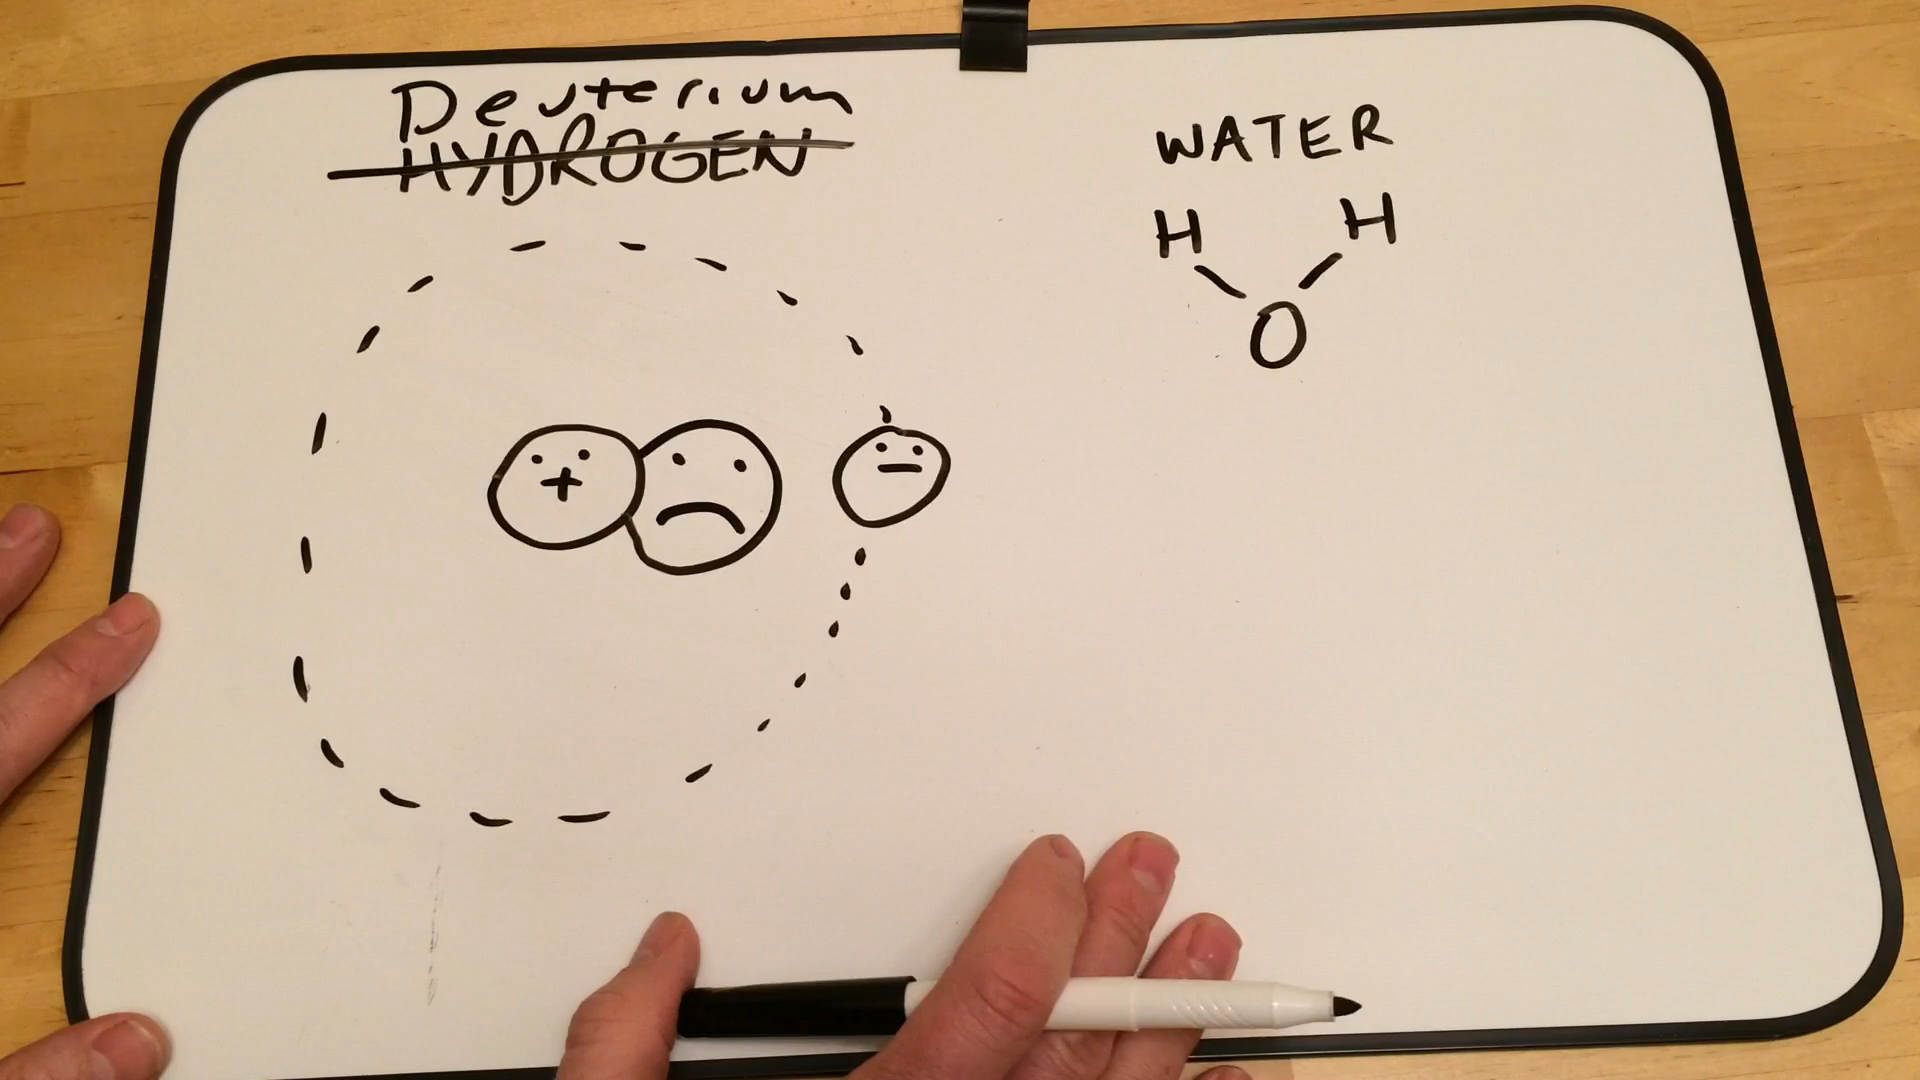 Deuterium
HYDROGEN
+
-
WATER
H H
O